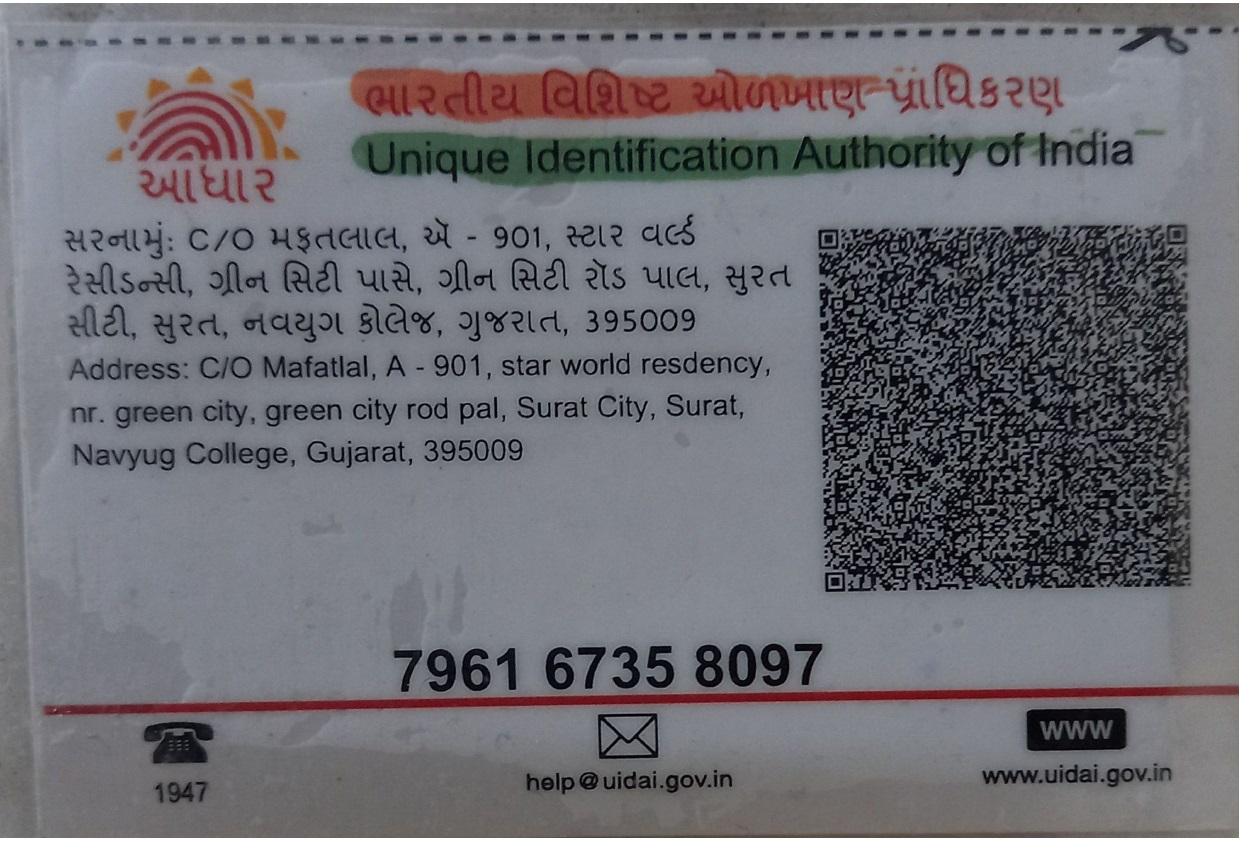 ભારતીય વિશિષ્ટ ઓળખાણ પ્રાધિકરણ
Unique Identification Authority of India
આધાર
સરનામું: C/O મફતલાલ, એ - 901, સ્ટાર વર્લ્ડ
રેસીડન્સી, ગ્રીન સિટી પાસે, ગ્રીન સિટી રૉડ પાલ, સુરત
સીટી, સુરત, નવયુગ કોલેજ, ગુજરાત, 395009
Address: C/O Mafatlal, A - 901, star world resdency,
nr. green city, green city rod pal, Surat City, Surat,
Navyug College, Gujarat, 395009
7961 6735 8097
WWW
1947
help@uidai.gov.in
www.uidai.gov.in